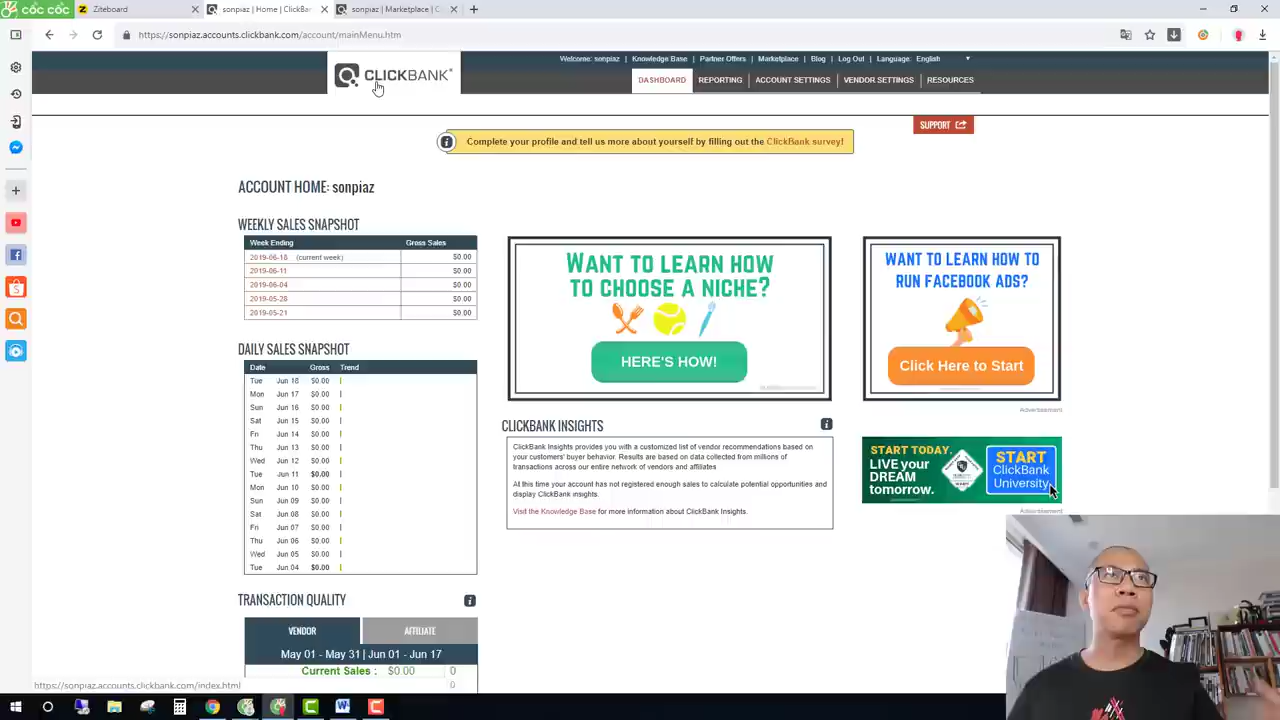 cốc cốc
Ziteboard
sonpiaz | Home | ClickB
sonpiaz | Marketplace | C
https://sonpiaz.accounts.clickbank.com/account/mainMenu.htm
Welcome: sonpiaz | Knowledge Base | Partner Offers | Marketplace | Blog | Log Out | Language: English
CLICKBANK
DASHBOARD REPORTING ACCOUNT SETTINGS VENDOR SETTINGS RESOURCES
SUPPORT
Complete your profile and tell us more about yourself by filling out the ClickBank survey!
ACCOUNT HOME: sonpiaz
WEEKLY SALES SNAPSHOT
Week Ending Gross Sales
2019-06-18 (current week) $0.00
2019-06-11 $0.00
2019-06-04 $0.00
2019-05-28 $0.00
2019-05-21 $0.00
DAILY SALES SNAPSHOT
Date Gross Trend
Tue Jun 18 $0.00
Mon Jun 17 $0.00
Sun Jun 16 $0.00
Sat Jun 15 $0.00
Fri Jun 14 $0.00
Thu Jun 13 $0.00
Wed Jun 12 $0.00
Tue Jun 11 $0.00
Mon Jun 10 $0.00
Sun Jun 09 $0.00
Sat Jun 08 $0.00
Fri Jun 07 $0.00
Thu Jun 06 $0.00
Wed Jun 05 $0.00
Tue Jun 04 $0.00
TRANSACTION QUALITY
VENDOR AFFILIATE
May 01 - May 31 | Jun 01 - Jun 17
Current Sales : $0.00 0
0
WANT TO LEARN HOW
TO CHOOSE A NICHE?
HERE'S HOW!
CLICKBANK INSIGHTS
ClickBank Insights provides you with a customized list of vendor recommendations based on
your customers' buyer behavior. Results are based on data collected from millions of
transactions across our entire network of vendors and affiliates
At this time your account has not registered enough sales to calculate potential opportunities and
display ClickBank insights.
Visit the Knowledge Base for more information about ClickBank Insights.
WANT TO LEARN HOW TO
RUN FACEBOOK ADS?
Click Here to Start
Advertisement
START TODAY.
LIVE your
DREAM
tomorrow.
START
ClickBank
University
Advertisement
https://sonpiaz.accounts.clickbank.com/index.html